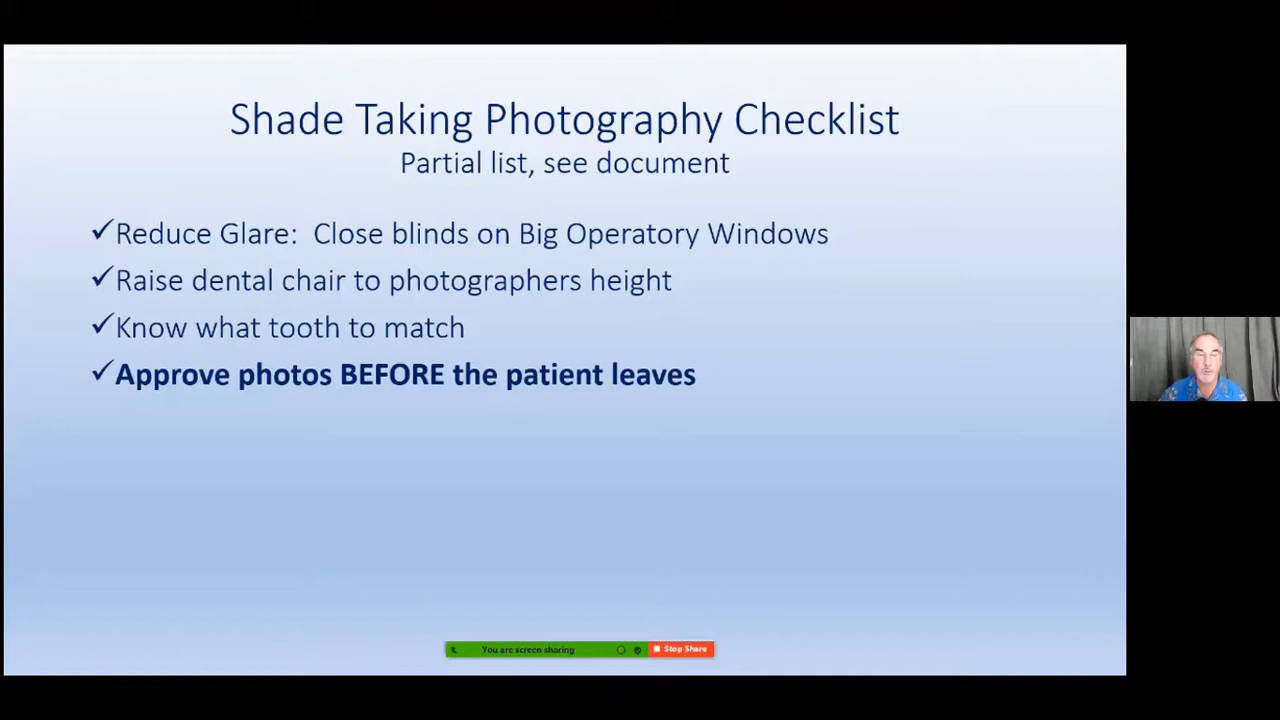 Shade Taking Photography Checklist
Partial list, see document
✓Reduce Glare:  Close blinds on Big Operatory Windows
✓Raise dental chair to photographers height
✓Know what tooth to match
✓Approve photos BEFORE the patient leaves
You are screen sharing
Stop Share